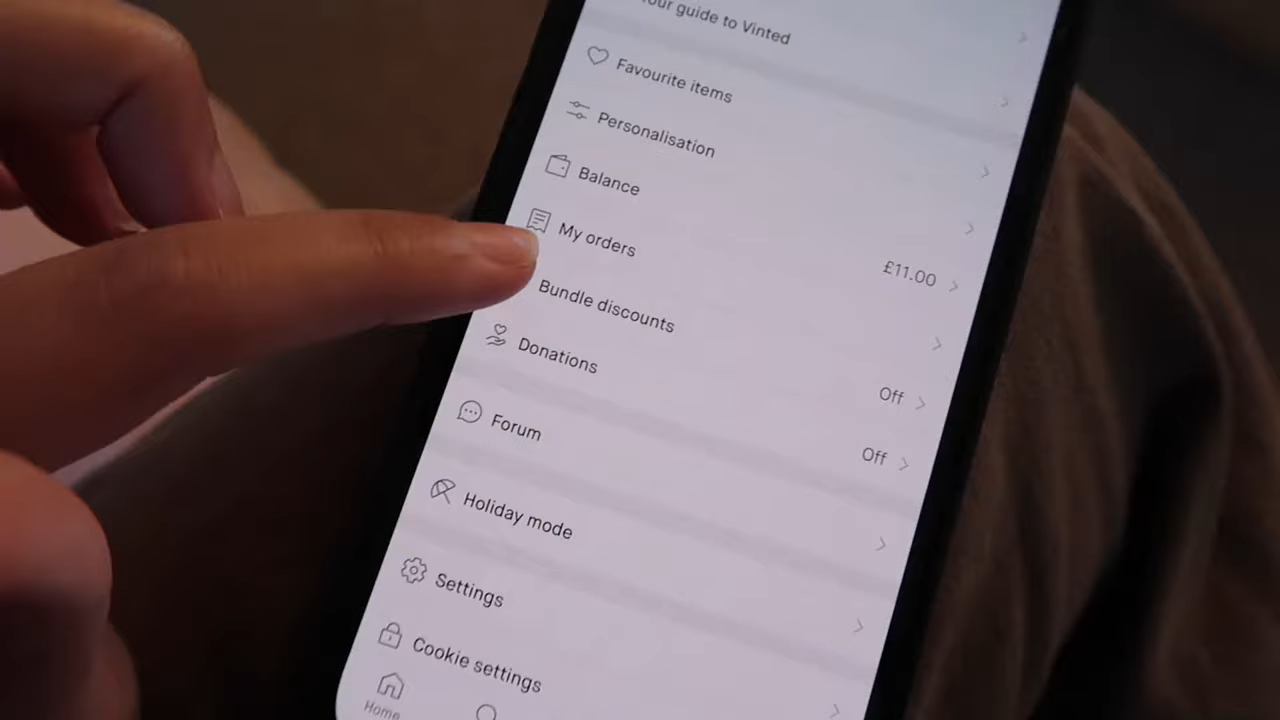 guide to Vinted
Favourite items
Personalisation
Balance £11.00
My orders
Bundle discounts Off
Donations Off
Forum
Holiday mode
Settings
Cookie settings
Home